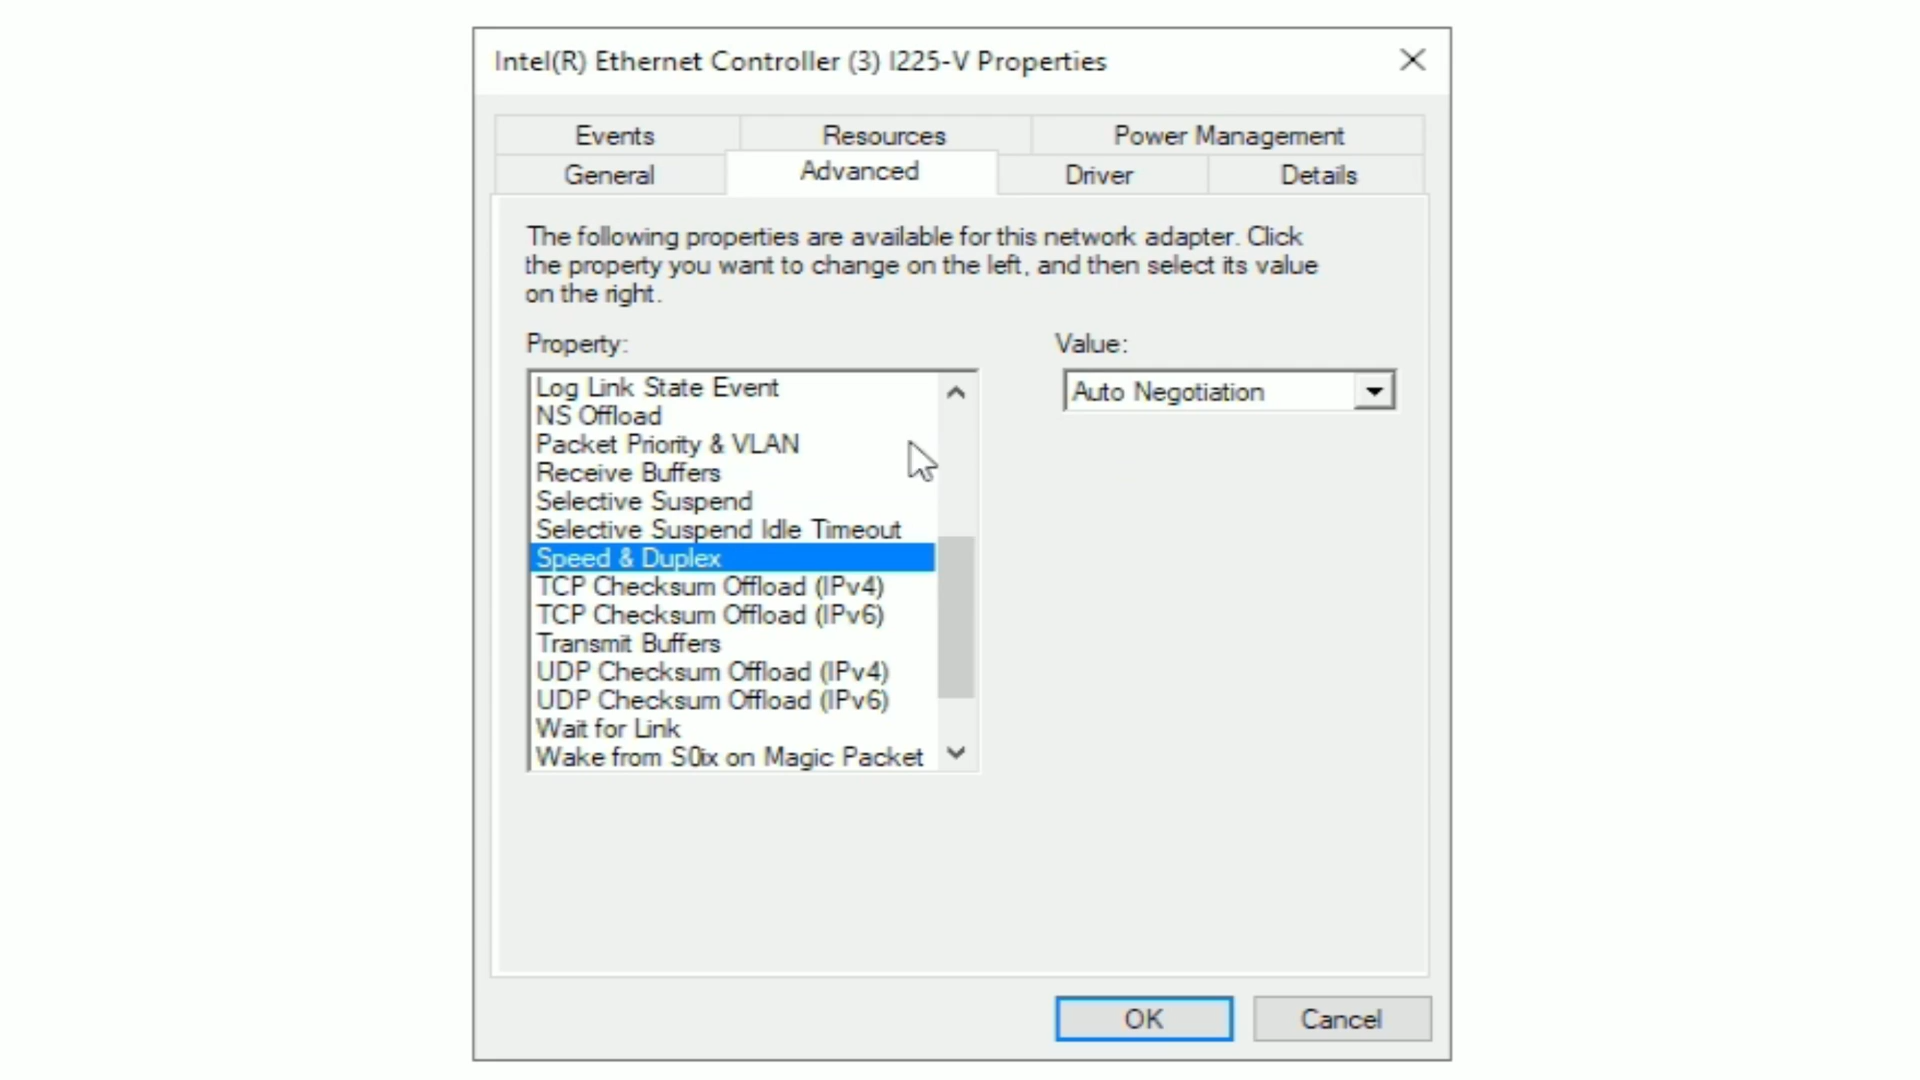 Intel(R) Ethernet Controller (3) I225-V Properties
Events Resources Power Management
General Advanced Driver Details
The following properties are available for this network adapter. Click
the property you want to change on the left, and then select its value
on the right.
Property: Value:
Log Link State Event
Auto Negotiation
NS Offload
Packet Priority & VLAN
Receive Buffers
Selective Suspend
Selective Suspend Idle Timeout
Speed & Duplex
TCP Checksum Offload (IPv4)
TCP Checksum Offload (IPv6)
Transmit Buffers
UDP Checksum Offload (IPv4)
UDP Checksum Offload (IPv6)
Wait for Link
Wake from S0ix on Magic Packet
OK Cancel